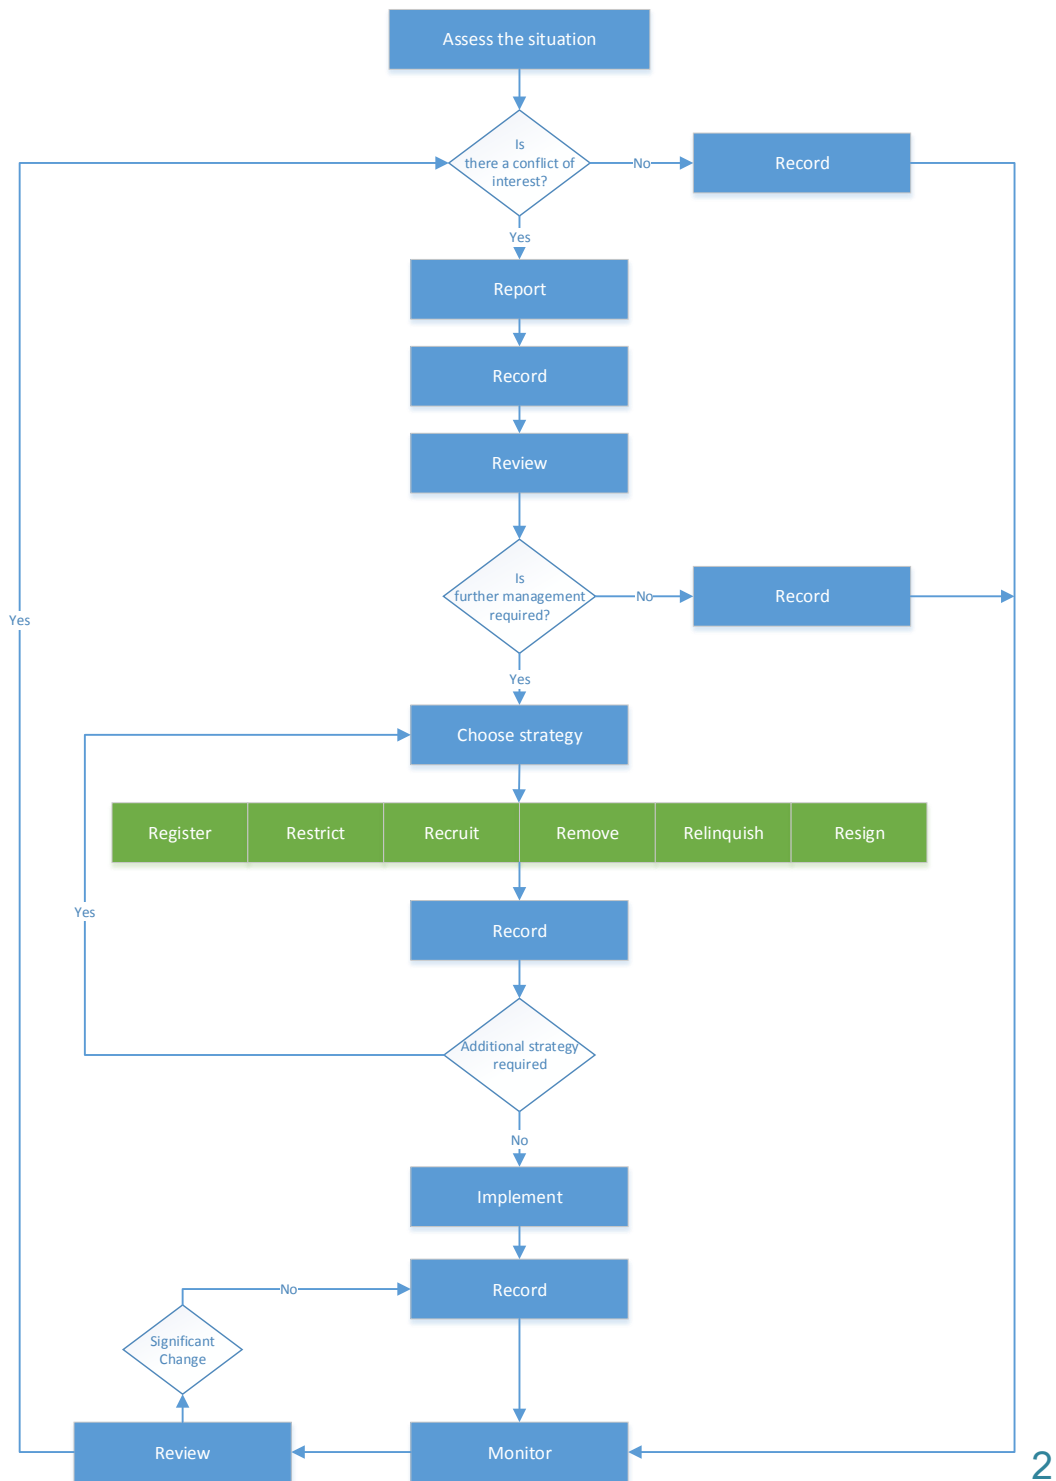 Assess the situation
Is
there a conflict of
interest?
No
Record
Yes
Report
Record
Review
Is
further management
required?
No
Record
Yes
Yes
Choose strategy
Register
Restrict
Recruit
Remove
Relinquish
Resign
Yes
Record
Additional strategy
required
No
Implement
No
Record
Significant
Change
Review
Monitor
2